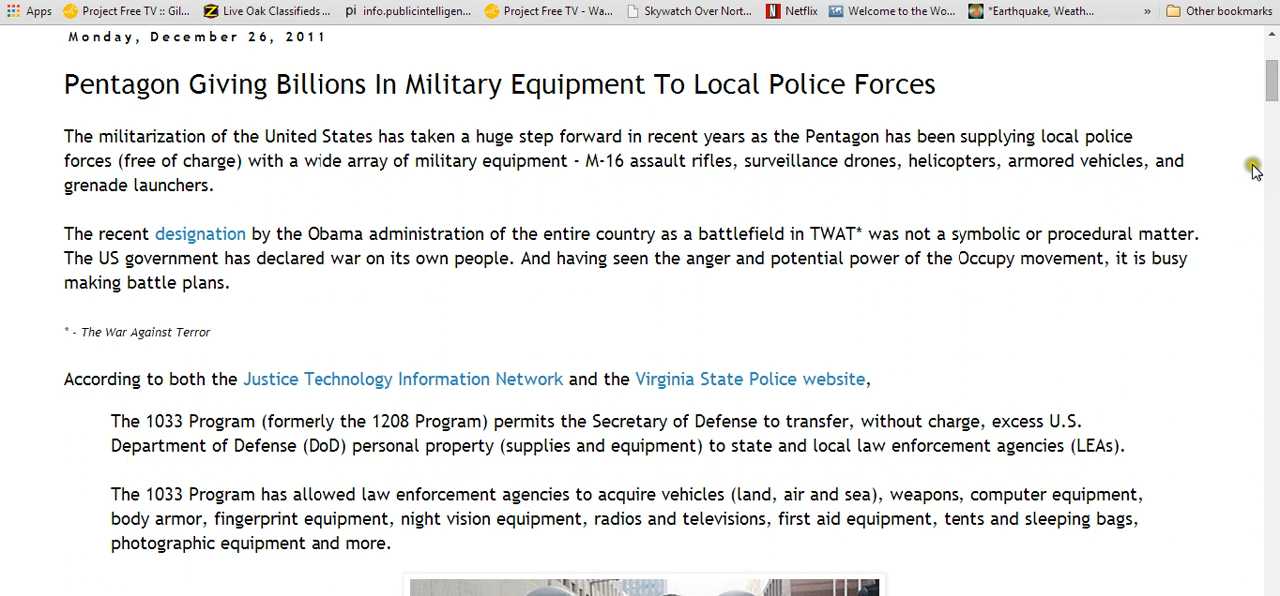 Apps Project Free TV :: Gil... Live Oak Classifieds... pi info.publicintelligen... Project Free TV - Wa... Skywatch Over Nort... N Netflix Welcome to the Wo... *Earthquake, Weath... » Other bookmarks
Monday, December 26, 2011
Pentagon Giving Billions In Military Equipment To Local Police Forces
The militarization of the United States has taken a huge step forward in recent years as the Pentagon has been supplying local police
forces (free of charge) with a wide array of military equipment - M-16 assault rifles, surveillance drones, helicopters, armored vehicles, and
grenade launchers.
The recent designation by the Obama administration of the entire country as a battlefield in TWAT* was not a symbolic or procedural matter.
The US government has declared war on its own people. And having seen the anger and potential power of the Occupy movement, it is busy
making battle plans.
* - The War Against Terror
According to both the Justice Technology Information Network and the Virginia State Police website,
The 1033 Program (formerly the 1208 Program) permits the Secretary of Defense to transfer, without charge, excess U.S.
Department of Defense (DoD) personal property (supplies and equipment) to state and local law enforcement agencies (LEAs).
The 1033 Program has allowed law enforcement agencies to acquire vehicles (land, air and sea), weapons, computer equipment,
body armor, fingerprint equipment, night vision equipment, radios and televisions, first aid equipment, tents and sleeping bags,
photographic equipment and more.